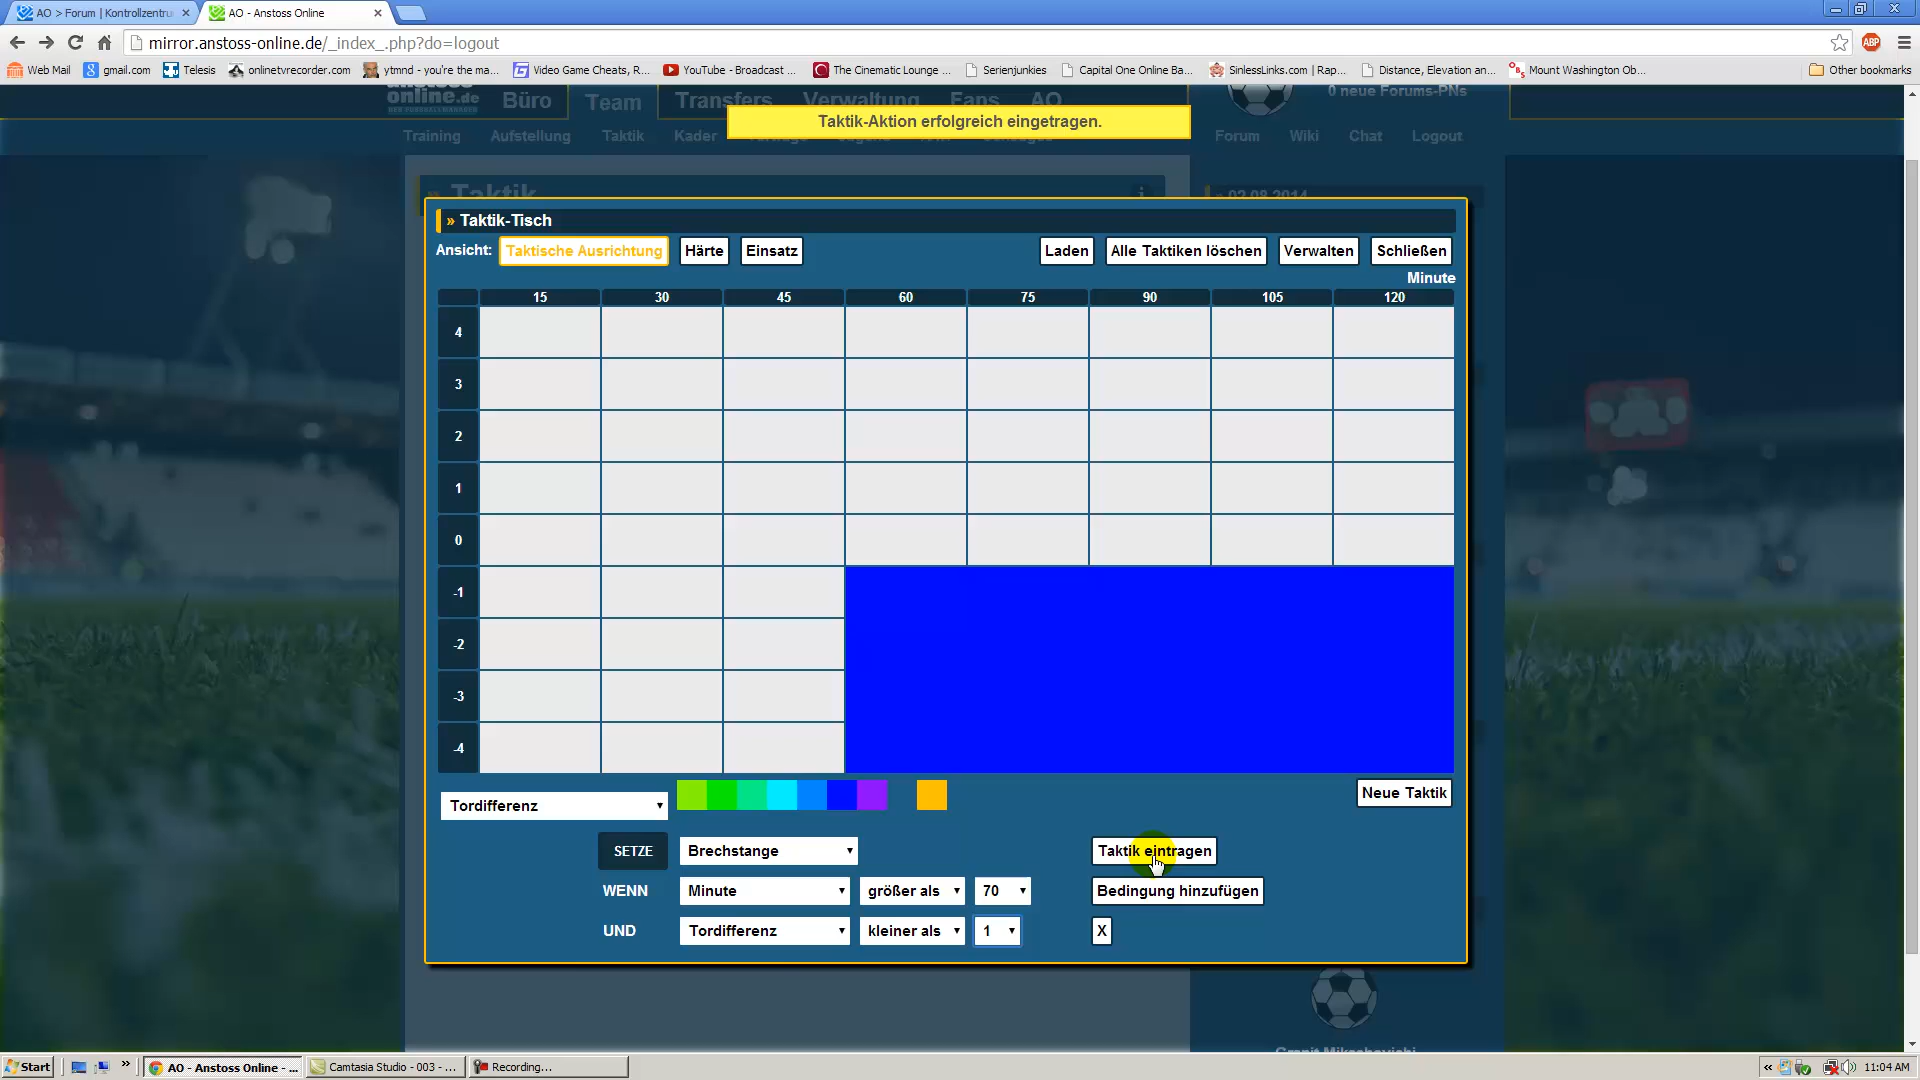 AO > Forum | Kontrollzentru
AO - Anstoss Online
mirror.anstoss-online.de/_index_.php?do=logout
ABP
Web Mail
gmail.com
Telesis
onlinetvrecorder.com
ytmnd - you're the ma...
Video Game Cheats, R...
YouTube - Broadcast ...
The Cinematic Lounge ...
Serienjunkies
Capital One Online Ba...
SinlessLinks.com | Rap...
Distance, Elevation an...
Mount Washington Ob...
Other bookmarks
online.de Büro Team Transfers Verwaltung Fans AO
0 neue Forums-PNs
Taktik-Aktion erfolgreich eingetragen.
Training Aufstellung Taktik Kader
Forum Wiki Chat Logout
» Taktik
02.08.2014
» Taktik-Tisch
Ansicht: Taktische Ausrichtung Härte Einsatz Laden Alle Taktiken löschen Verwalten Schließen
Minute
15 30 45 60 75 90 105 120
4
3
2
1
0
-1
-2
-3
-4
Tordifferenz
Neue Taktik
SETZE Brechstange Taktik eintragen
WENN Minute größer als 70 Bedingung hinzufügen
UND Tordifferenz kleiner als 1 X
Start
»
AO - Anstoss Online - ...
Camtasia Studio - 003 - ...
Recording...
«
11:04 AM